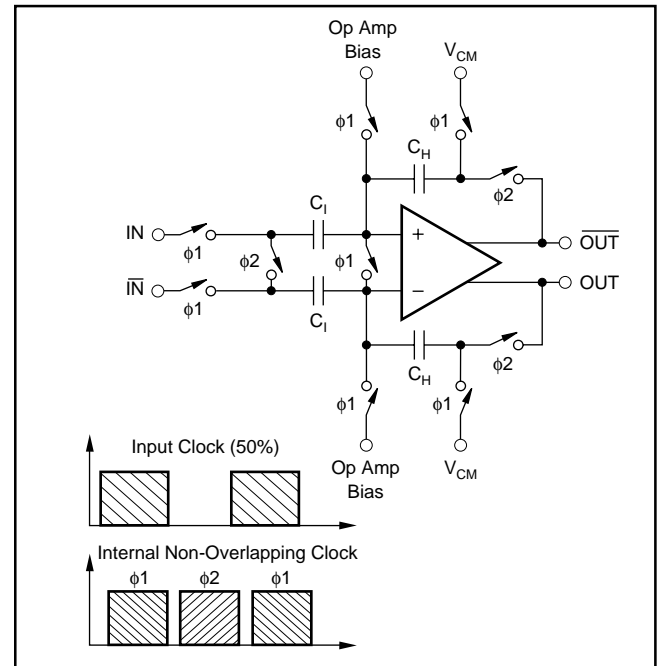 Op Amp
Bias
V_CM
φ1
φ1
C_H
φ2
C_I
IN
φ1
φ2
φ1
+
OUT̅
IN̅
φ1
−
OUT
C_I
C_H
φ2
φ1
φ1
Op Amp
Bias
V_CM
Input Clock (50%)
Internal Non-Overlapping Clock
φ1 φ2 φ1